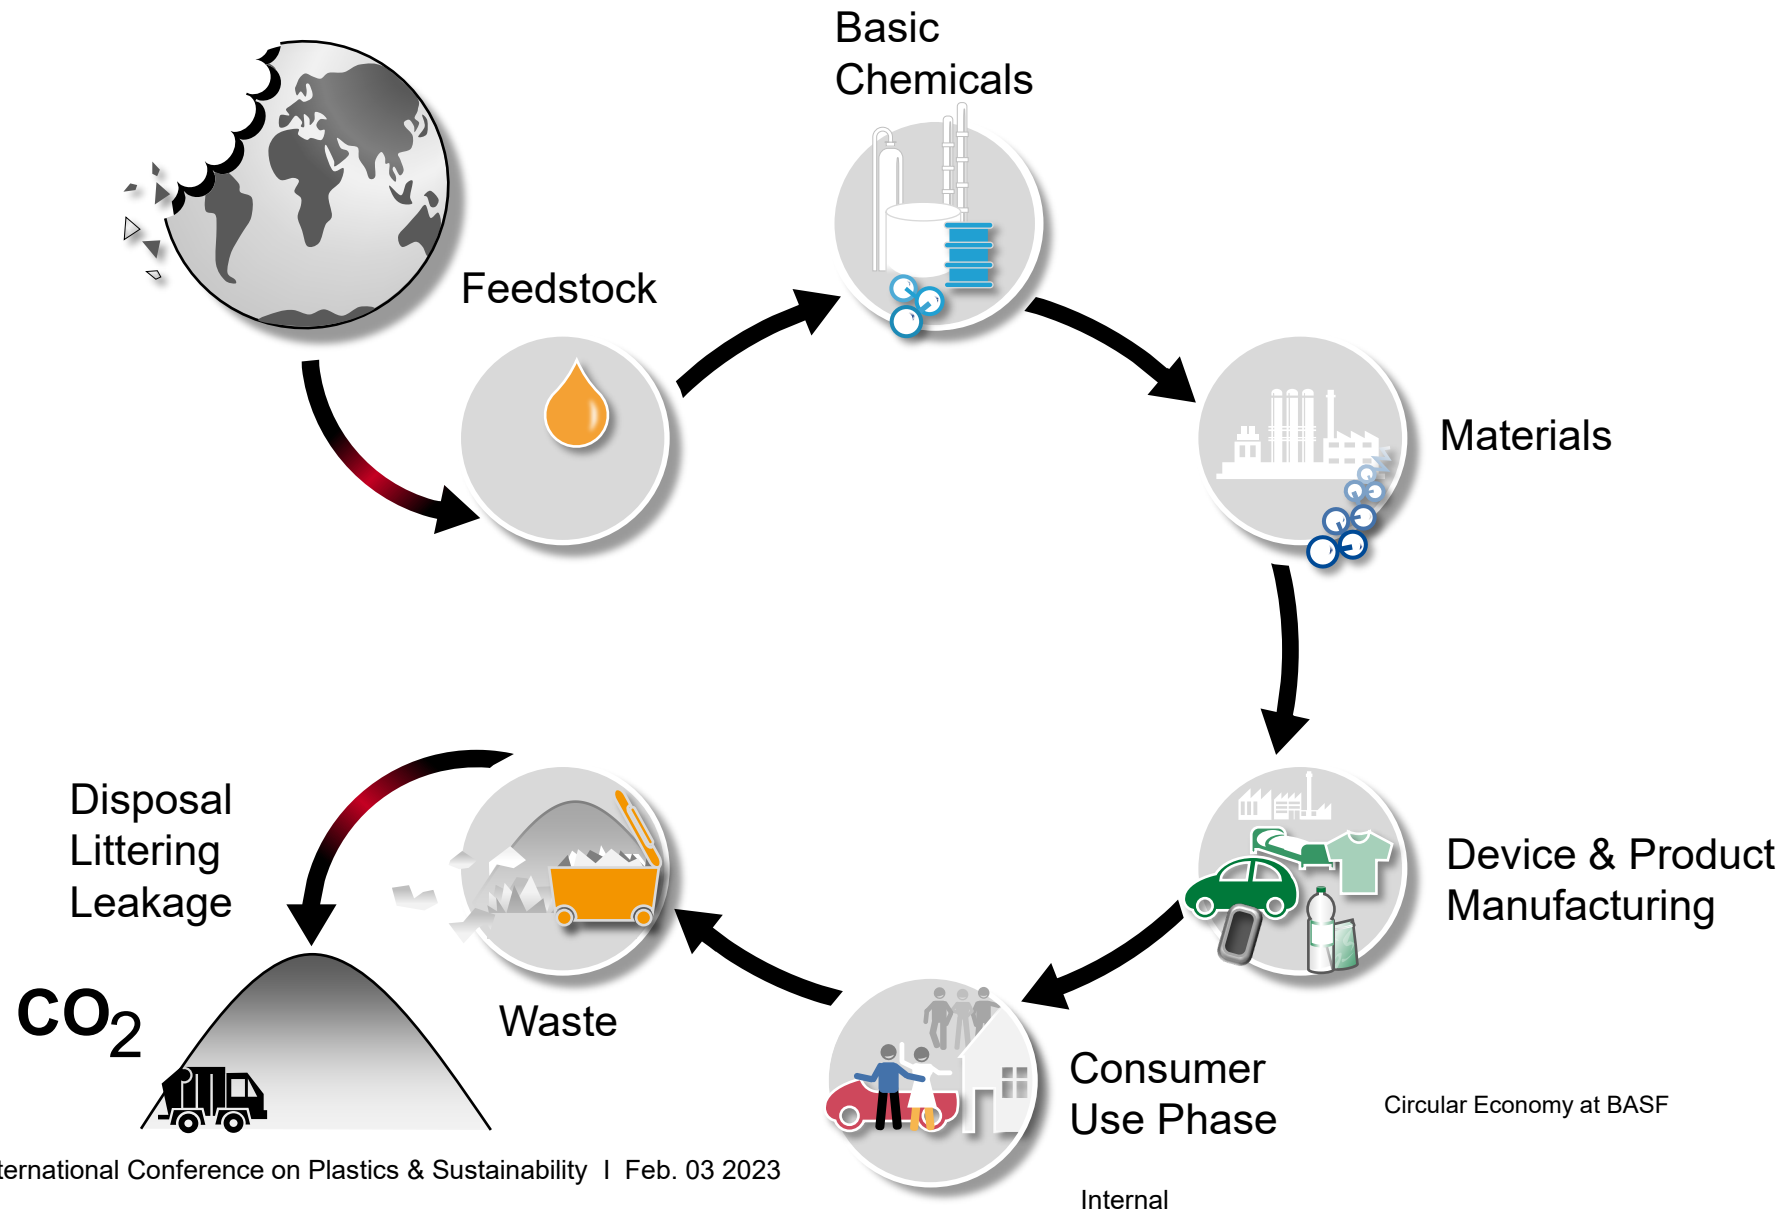 Basic
Chemicals
Feedstock
Materials
Disposal
Littering
Leakage
Device & Product
Manufacturing
CO2
Waste
Consumer
Use Phase
Circular Economy at BASF
ternational Conference on Plastics & Sustainability I Feb. 03 2023
Internal